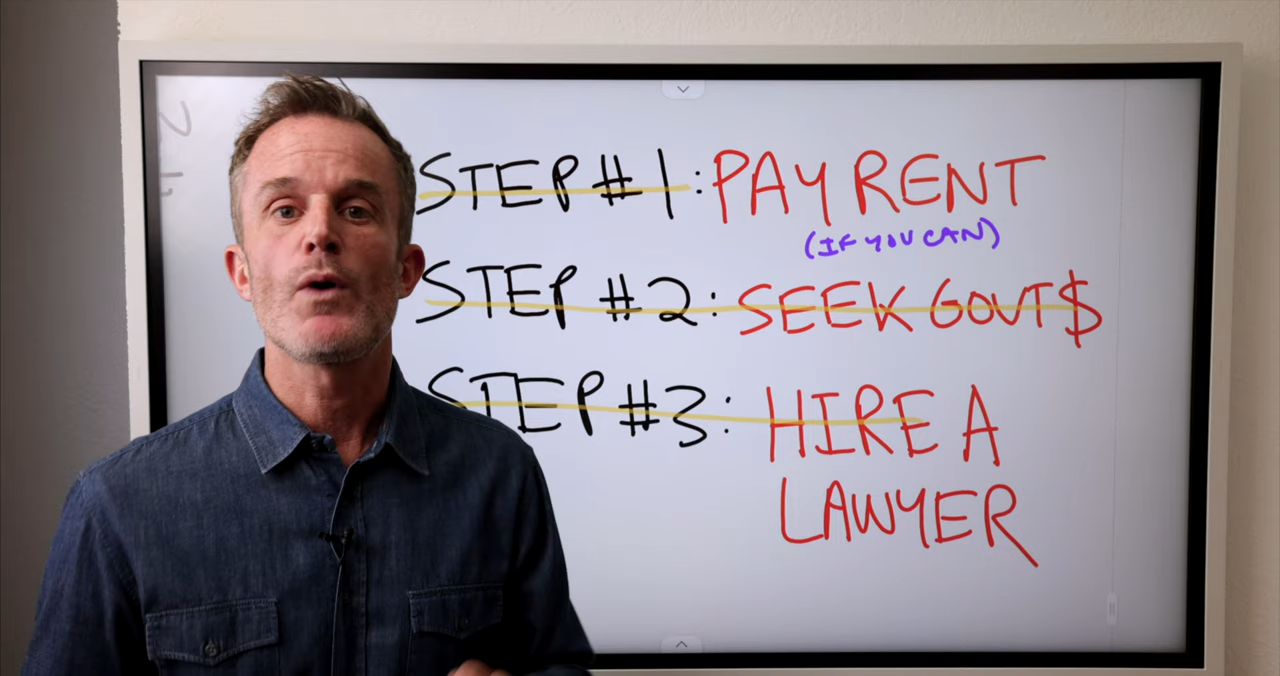 STEP #1: PAY RENT
(IF YOU CAN)
STEP #2: SEEK GOVT $
STEP #3: HIRE A
LAWYER